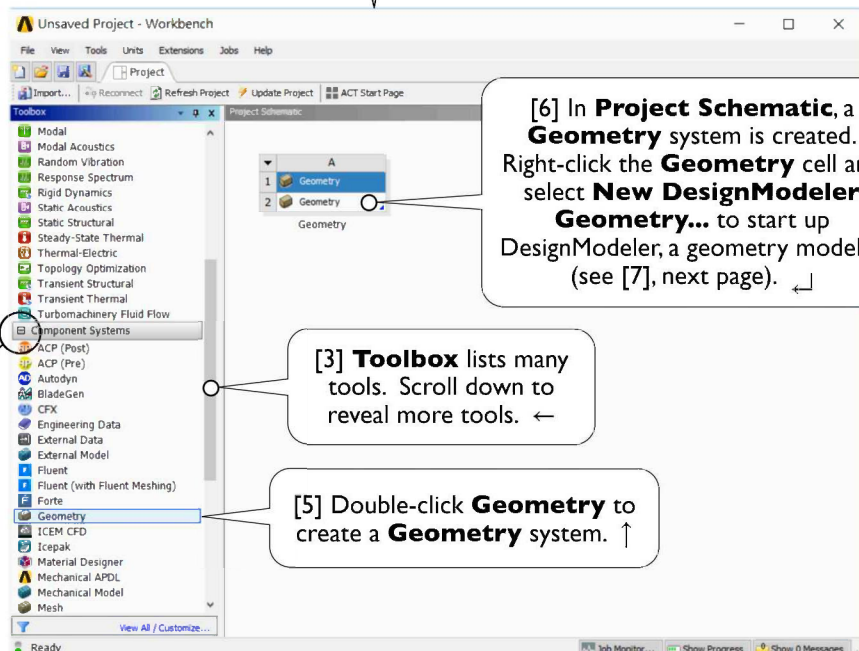 Unsaved Project - Workbench
File View Tools Units Extensions Jobs Help
Project
Import... Reconnect Refresh Project Update Project ACT Start Page
Toolbox
Modal
Modal Acoustics
Random Vibration
Response Spectrum
Rigid Dynamics
Static Acoustics
Static Structural
Steady-State Thermal
Thermal-Electric
Topology Optimization
Transient Structural
Transient Thermal
Turbomachinery Fluid Flow
Component Systems
ACP (Post)
ACP (Pre)
Autodyn
BladeGen
CFX
Engineering Data
External Data
External Model
Fluent
Fluent (with Fluent Meshing)
Forte
Geometry
ICEM CFD
Icepak
Material Designer
Mechanical APDL
Mechanical Model
Mesh
View All / Customize...
Ready
Project Schematic
A
1 Geometry
2 Geometry
Geometry
[6] In Project Schematic, a
Geometry system is created.
Right-click the Geometry cell
select New DesignModeler
Geometry... to start up
DesignModeler, a geometry
(see [7], next page). ↵
[3] Toolbox lists many
tools. Scroll down to
reveal more tools. ←
[5] Double-click Geometry to
create a Geometry system. ↑
Job Monitor... Show Progress Show 0 Messages